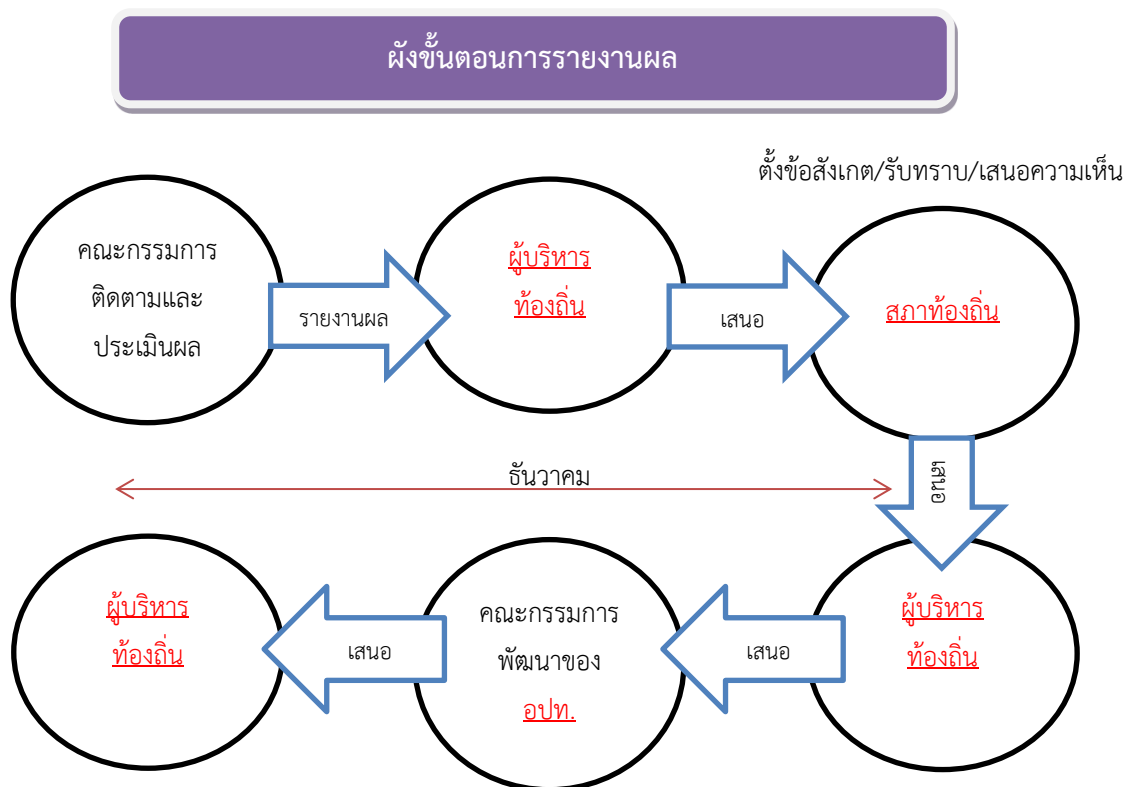 ผังขั้นตอนการรายงานผล
ตั้งข้อสังเกต/รับทราบ/เสนอความเห็น
คณะกรรมการ
ติดตามและ
ประเมินผล
รายงานผล
ผู้บริหาร
ท้องถิ่น
เสนอ
สภาท้องถิ่น
เสนอ
ธันวาคม
ผู้บริหาร
ท้องถิ่น
เสนอ
คณะกรรมการ
พัฒนาของ
อปท.
เสนอ
ผู้บริหาร
ท้องถิ่น